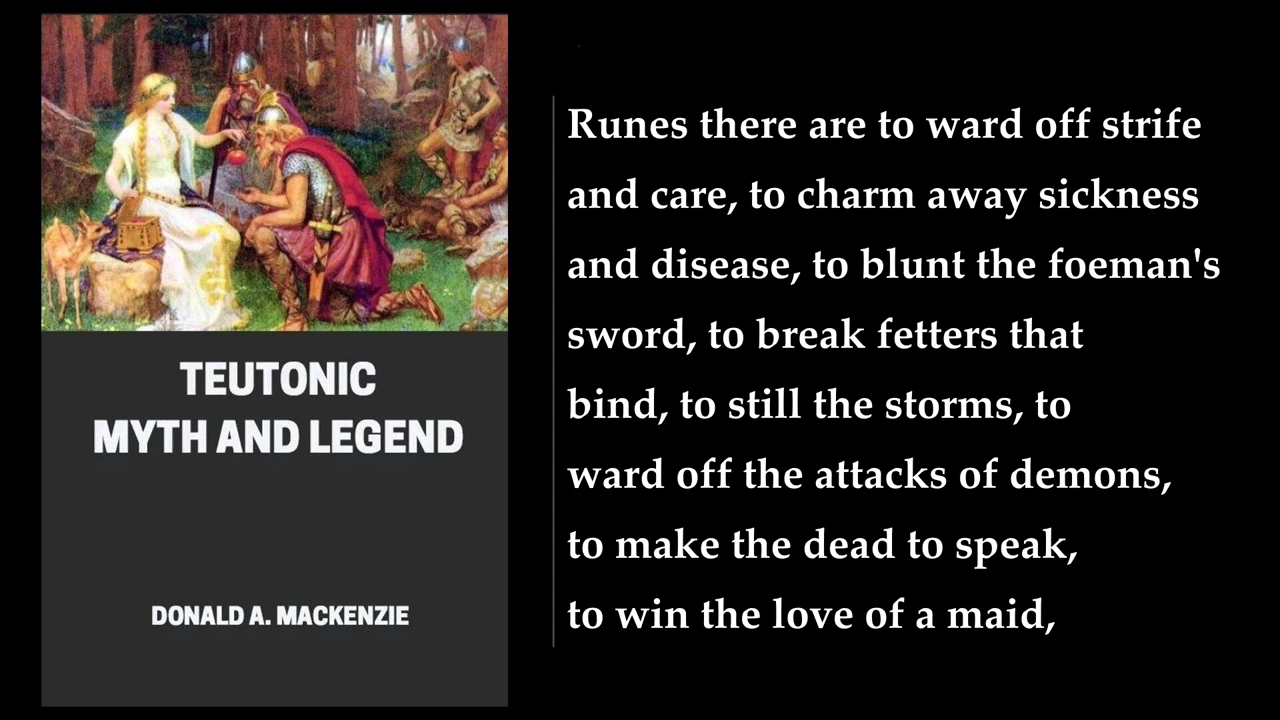 TEUTONIC
MYTH AND LEGEND
DONALD A. MACKENZIE
Runes there are to ward off strife
and care, to charm away sickness
and disease, to blunt the foeman's
sword, to break fetters that
bind, to still the storms, to
ward off the attacks of demons,
to make the dead to speak,
to win the love of a maid,